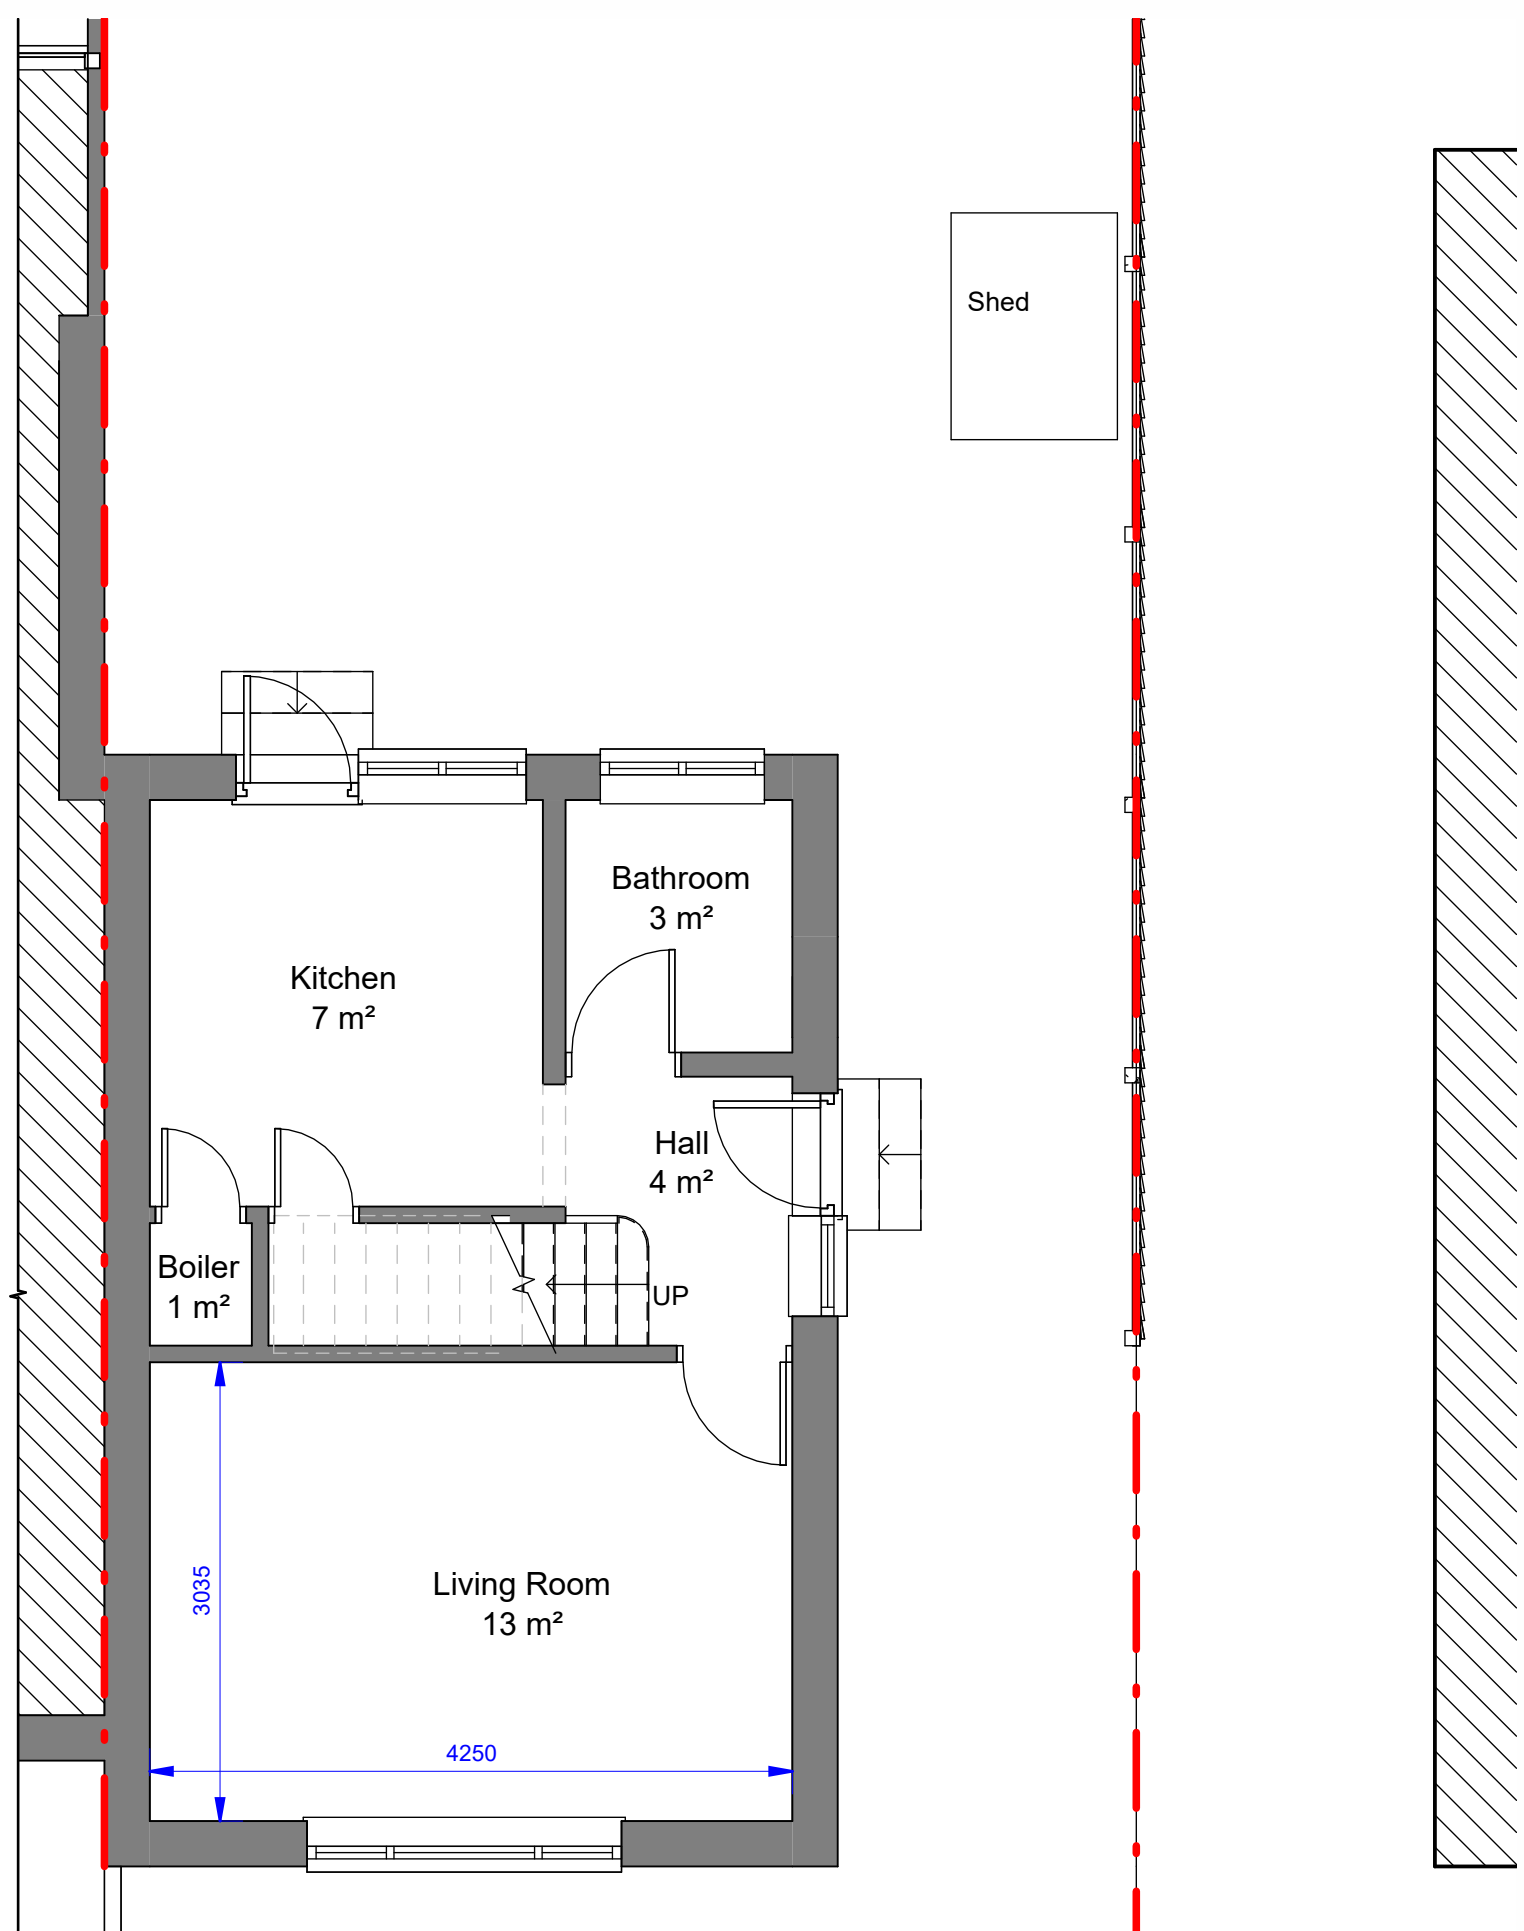 Shed
Bathroom
3 m²
Kitchen
7 m²
Hall
4 m²
Boiler
1 m²
UP
3035
Living Room
13 m²
4250